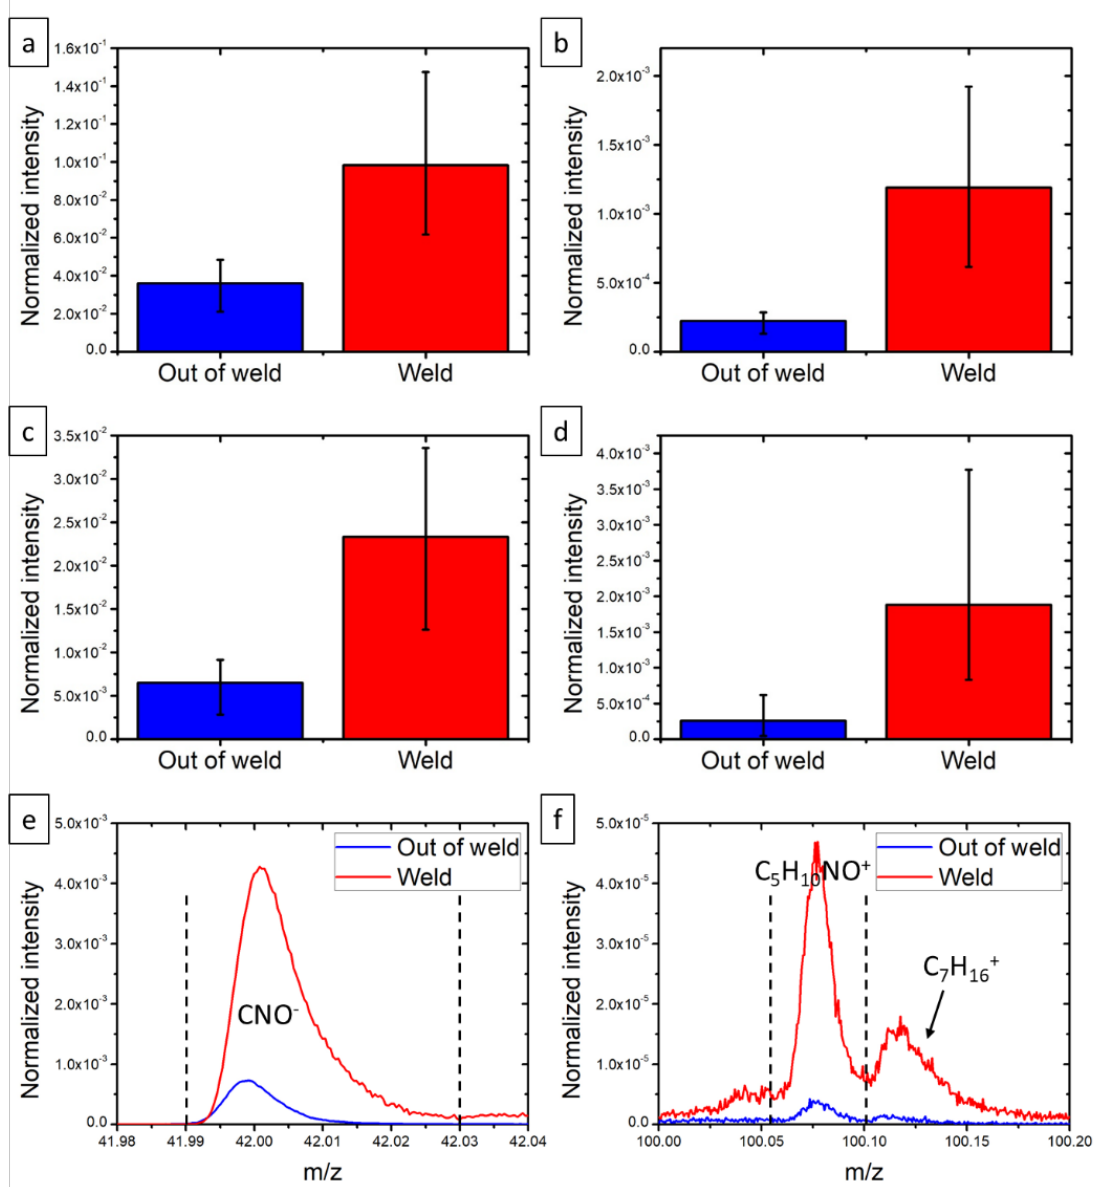 a
1.6x10⁻¹
1.4x10⁻¹
1.2x10⁻¹
1.0x10⁻¹
8.0x10⁻²
6.0x10⁻²
4.0x10⁻²
2.0x10⁻²
0.0
Normalized intensity
Out of weld Weld
b
2.0x10⁻³
1.5x10⁻³
1.0x10⁻³
5.0x10⁻⁴
0.0
Normalized intensity
Out of weld Weld
c
3.5x10⁻²
3.0x10⁻²
2.5x10⁻²
2.0x10⁻²
1.5x10⁻²
1.0x10⁻²
5.0x10⁻³
0.0
Normalized intensity
Out of weld Weld
d
4.0x10⁻³
3.5x10⁻³
3.0x10⁻³
2.5x10⁻³
2.0x10⁻³
1.5x10⁻³
1.0x10⁻³
5.0x10⁻⁴
0.0
Normalized intensity
Out of weld Weld
e
5.0x10⁻³
4.0x10⁻³
3.0x10⁻³
2.0x10⁻³
1.0x10⁻³
0.0
Normalized intensity
Out of weld
Weld
CNO⁻
41.98 41.99 42.00 42.01 42.02 42.03 42.04
m/z
f
5.0x10⁻⁵
4.0x10⁻⁵
3.0x10⁻⁵
2.0x10⁻⁵
1.0x10⁻⁵
0.0
Normalized intensity
Out of weld
Weld
C₅H₁₀NO⁺
C₇H₁₆⁺
100.00 100.05 100.10 100.15 100.20
m/z